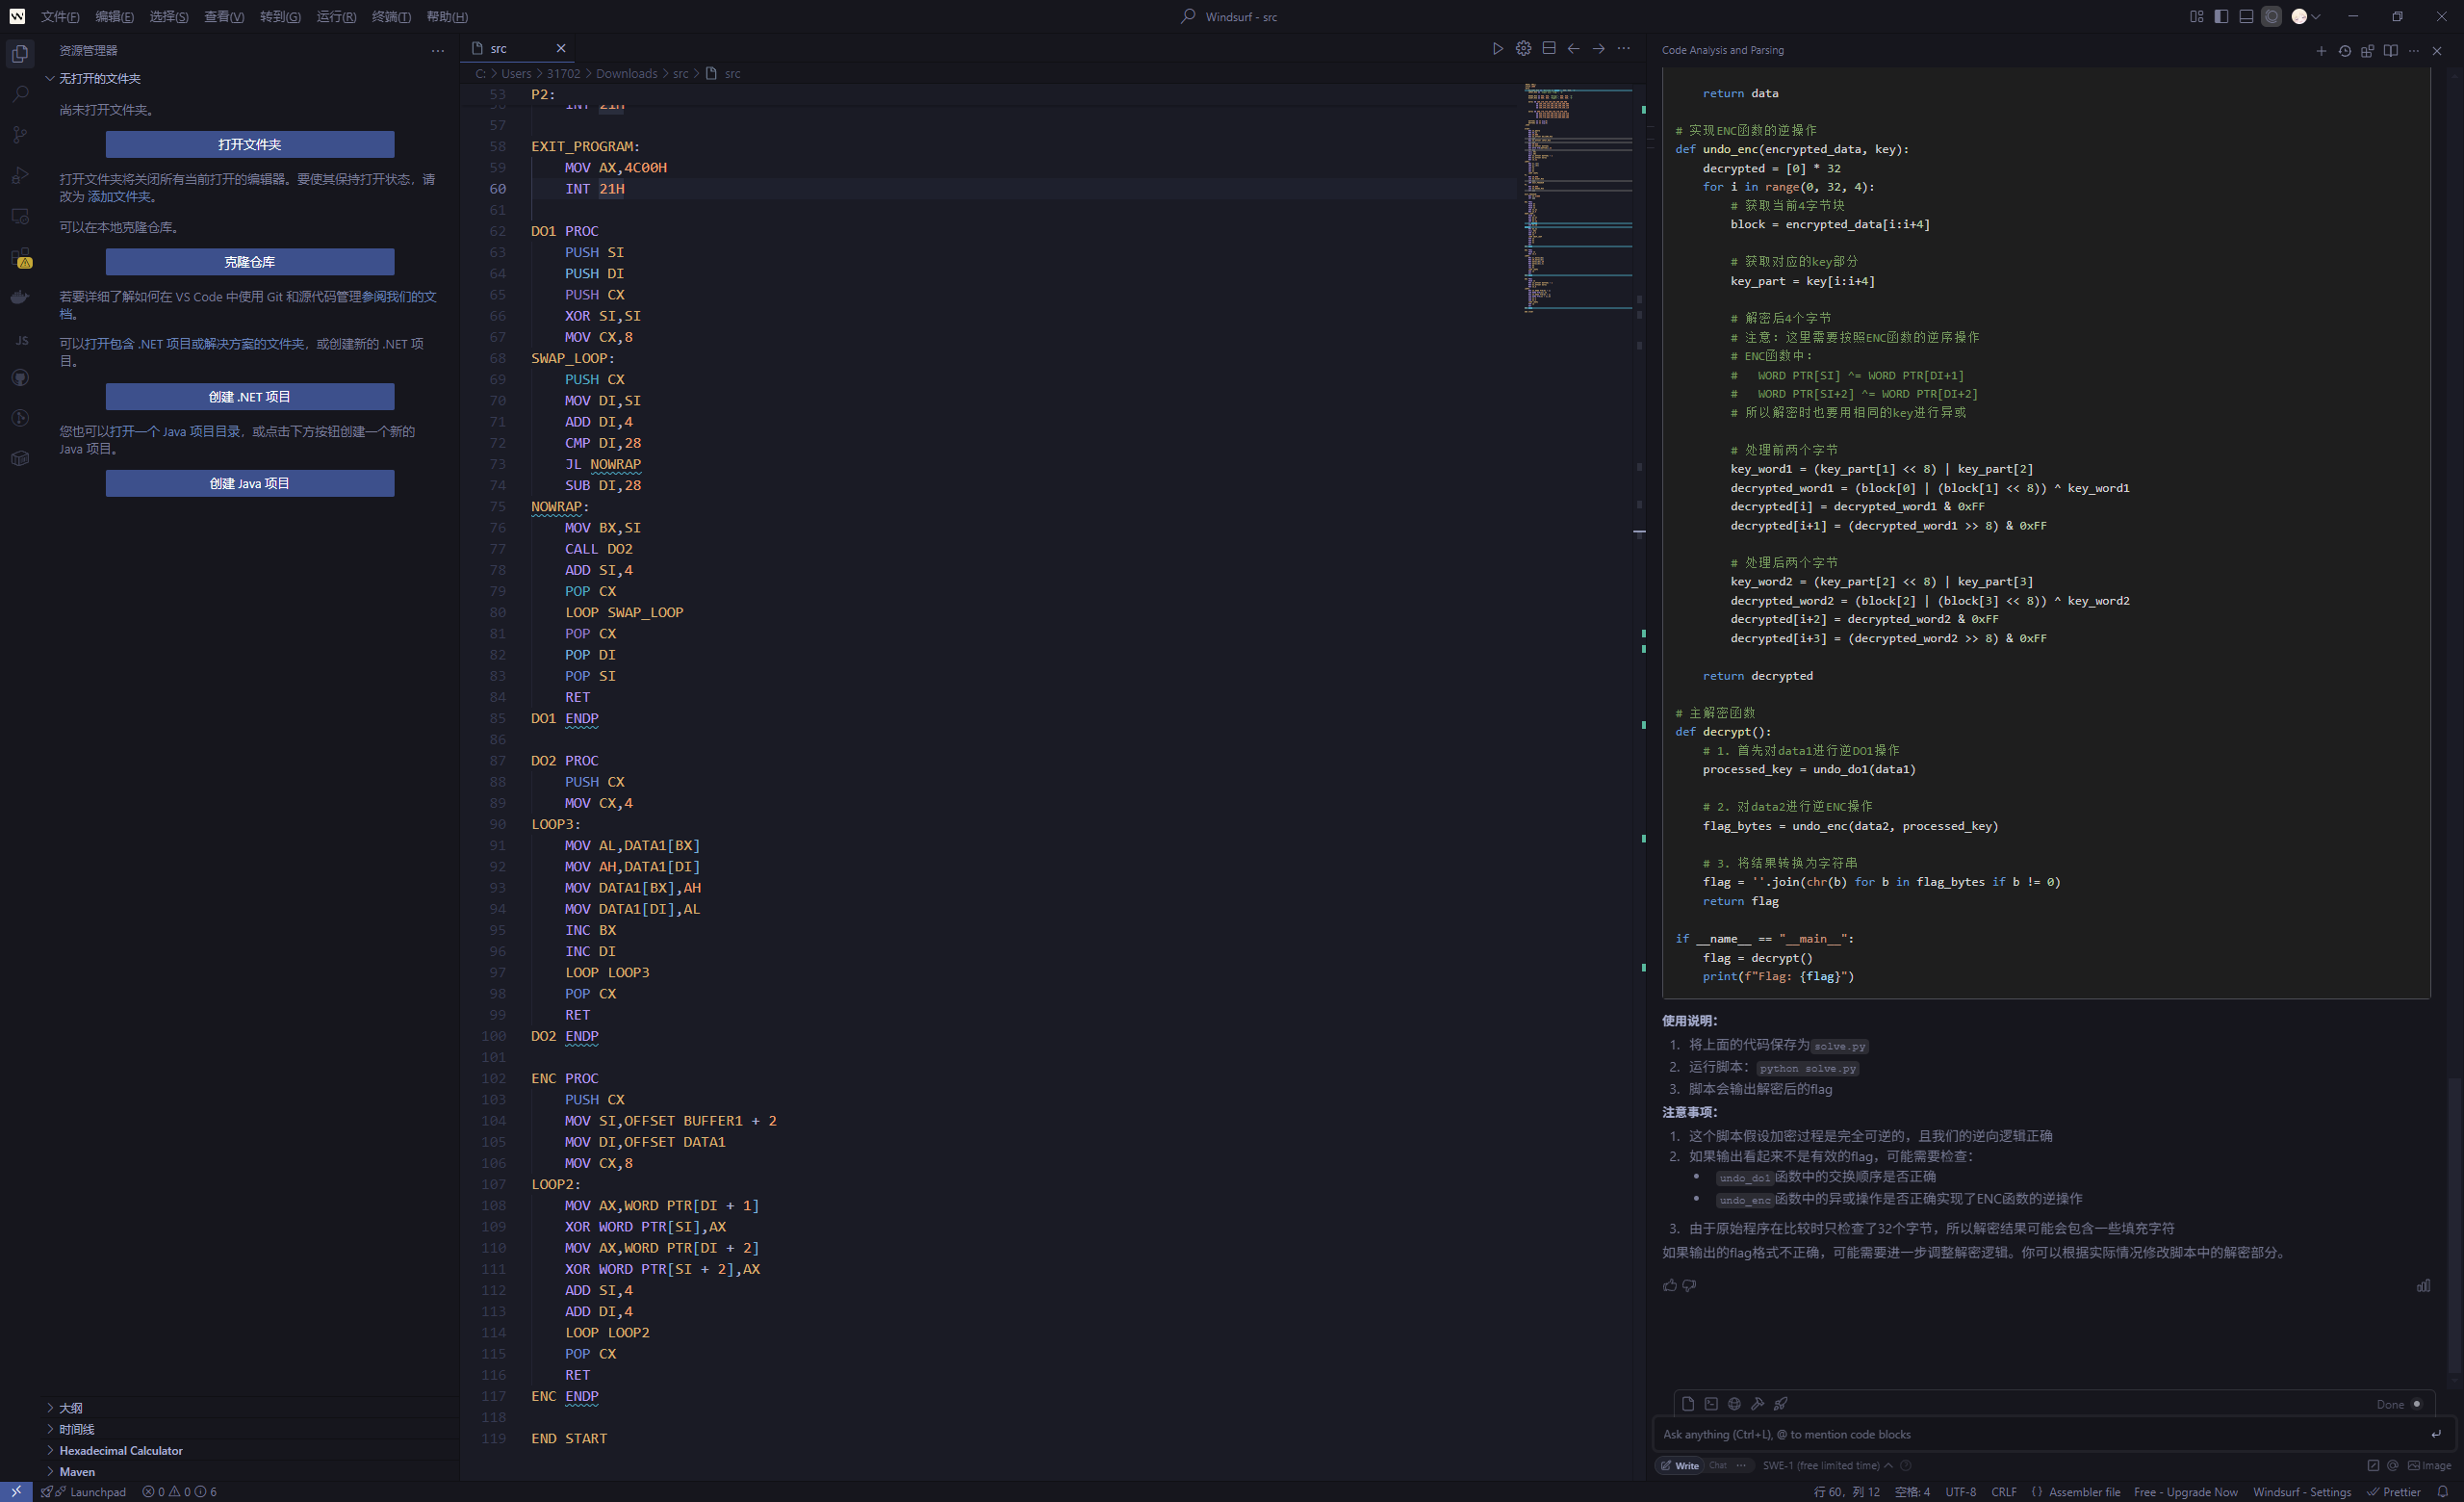 文件(F) 编辑(E) 选择(S) 查看(V) 转到(G) 运行(R) 终端(T) 帮助(H)
Windsurf - src
资源管理器
无打开的文件夹
尚未打开文件夹。
打开文件夹
打开文件夹将关闭所有当前打开的编辑器。要使其保持打开状态，请
改为 添加文件夹。
可以在本地克隆仓库。
克隆仓库
若要详细了解如何在 VS Code 中使用 Git 和源代码管理参阅我们的文
档。
可以打开包含 .NET 项目或解决方案的文件夹，或创建新的 .NET 项
目。
创建 .NET 项目
您也可以打开一个 Java 项目目录，或点击下方按钮创建一个新的
Java 项目。
创建 Java 项目
JS
大纲
时间线
Hexadecimal Calculator
Maven
src
C: > Users > 31702 > Downloads > src > src
53 P2:
INT 21H
57
58 EXIT_PROGRAM:
59 MOV AX,4C00H
60 INT 21H
61
62 DO1 PROC
63 PUSH SI
64 PUSH DI
65 PUSH CX
66 XOR SI,SI
67 MOV CX,8
68 SWAP_LOOP:
69 PUSH CX
70 MOV DI,SI
71 ADD DI,4
72 CMP DI,28
73 JL NOWRAP
74 SUB DI,28
75 NOWRAP:
76 MOV BX,SI
77 CALL DO2
78 ADD SI,4
79 POP CX
80 LOOP SWAP_LOOP
81 POP CX
82 POP DI
83 POP SI
84 RET
85 DO1 ENDP
86
87 DO2 PROC
88 PUSH CX
89 MOV CX,4
90 LOOP3:
91 MOV AL,DATA1[BX]
92 MOV AH,DATA1[DI]
93 MOV DATA1[BX],AH
94 MOV DATA1[DI],AL
95 INC BX
96 INC DI
97 LOOP LOOP3
98 POP CX
99 RET
100 DO2 ENDP
101
102 ENC PROC
103 PUSH CX
104 MOV SI,OFFSET BUFFER1 + 2
105 MOV DI,OFFSET DATA1
106 MOV CX,8
107 LOOP2:
108 MOV AX,WORD PTR[DI + 1]
109 XOR WORD PTR[SI],AX
110 MOV AX,WORD PTR[DI + 2]
111 XOR WORD PTR[SI + 2],AX
112 ADD SI,4
113 ADD DI,4
114 LOOP LOOP2
115 POP CX
116 RET
117 ENC ENDP
118
119 END START
Code Analysis and Parsing
return data
# 实现ENC函数的逆操作
def undo_enc(encrypted_data, key):
decrypted = [0] * 32
for i in range(0, 32, 4):
# 获取当前4字节块
block = encrypted_data[i:i+4]
# 获取对应的key部分
key_part = key[i:i+4]
# 解密后4个字节
# 注意：这里需要按照ENC函数的逆序操作
# ENC函数中：
# WORD PTR[SI] ^= WORD PTR[DI+1]
# WORD PTR[SI+2] ^= WORD PTR[DI+2]
# 所以解密时也要用相同的key进行异或
# 处理前两个字节
key_word1 = (key_part[1] << 8) | key_part[2]
decrypted_word1 = (block[0] | (block[1] << 8)) ^ key_word1
decrypted[i] = decrypted_word1 & 0xFF
decrypted[i+1] = (decrypted_word1 >> 8) & 0xFF
# 处理后两个字节
key_word2 = (key_part[2] << 8) | key_part[3]
decrypted_word2 = (block[2] | (block[3] << 8)) ^ key_word2
decrypted[i+2] = decrypted_word2 & 0xFF
decrypted[i+3] = (decrypted_word2 >> 8) & 0xFF
return decrypted
# 主解密函数
def decrypt():
# 1. 首先对data1进行逆DO1操作
processed_key = undo_do1(data1)
# 2. 对data2进行逆ENC操作
flag_bytes = undo_enc(data2, processed_key)
# 3. 将结果转换为字符串
flag = ''.join(chr(b) for b in flag_bytes if b != 0)
return flag
if __name__ == "__main__":
flag = decrypt()
print(f"Flag: {flag}")
使用说明：
1. 将上面的代码保存为 solve.py
2. 运行脚本： python solve.py
3. 脚本会输出解密后的flag
注意事项：
1. 这个脚本假设加密过程是完全可逆的，且我们的逆向逻辑正确
2. 如果输出看起来不是有效的flag，可能需要检查：
• undo_do1 函数中的交换顺序是否正确
• undo_enc 函数中的异或操作是否正确实现了ENC函数的逆操作
3. 由于原始程序在比较时只检查了32个字节，所以解密结果可能会包含一些填充字符
如果输出的flag格式不正确，可能需要进一步调整解密逻辑。你可以根据实际情况修改脚本中的解密部分。
Done
Ask anything (Ctrl+L), @ to mention code blocks
Write Chat SWE-1 (free limited time) Image
Launchpad 0 0 6
行 60，列 12 空格: 4 UTF-8 CRLF {} Assembler file Free - Upgrade Now Windsurf - Settings Prettier